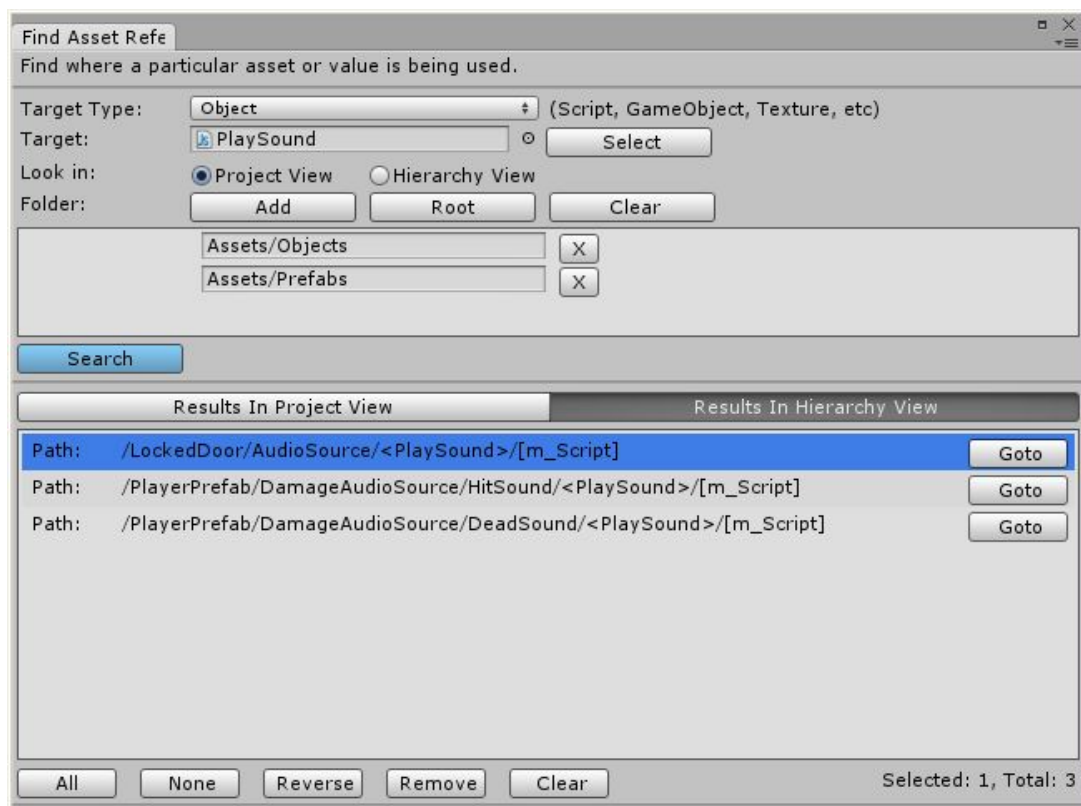 Find Asset Refe
Find where a particular asset or value is being used.
Target Type: Object (Script, GameObject, Texture, etc)
Target: PlaySound Select
Look in: Project View Hierarchy View
Folder: Add Root Clear
Assets/Objects X
Assets/Prefabs X
Search
Results In Project View Results In Hierarchy View
Path: /LockedDoor/AudioSource/<PlaySound>/[m_Script] Goto
Path: /PlayerPrefab/DamageAudioSource/HitSound/<PlaySound>/[m_Script] Goto
Path: /PlayerPrefab/DamageAudioSource/DeadSound/<PlaySound>/[m_Script] Goto
All None Reverse Remove Clear Selected: 1, Total: 3